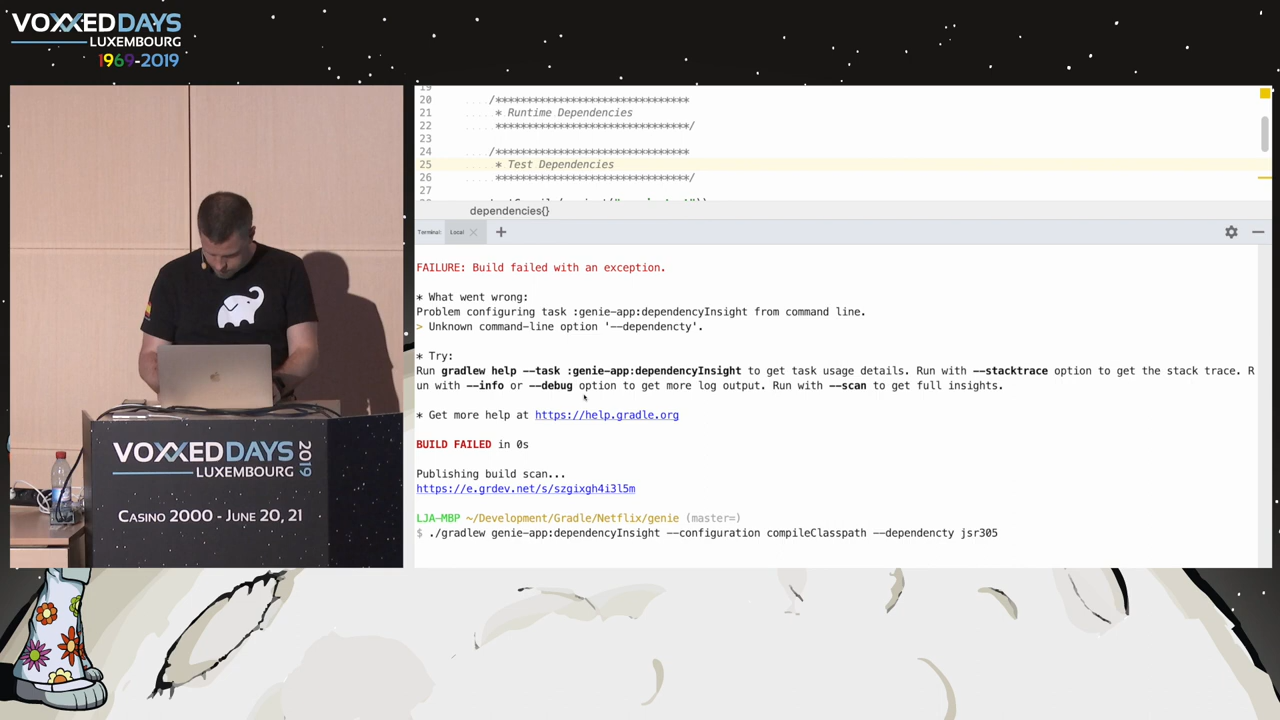 VOXXEDDAYS
LUXEMBOURG
1969-2019
19
20 /*******************************
21 * Runtime Dependencies
22 *******************************/
23
24 /*******************************
25 * Test Dependencies
26 *******************************/
27
dependencies{}
Terminal: Local × +
FAILURE: Build failed with an exception.
* What went wrong:
Problem configuring task :genie-app:dependencyInsight from command line.
> Unknown command-line option '--dependencty'.
* Try:
Run gradlew help --task :genie-app:dependencyInsight to get task usage details. Run with --stacktrace option to get the stack trace. R
un with --info or --debug option to get more log output. Run with --scan to get full insights.
* Get more help at https://help.gradle.org
BUILD FAILED in 0s
Publishing build scan...
https://e.grdev.net/s/szgixgh4i3l5m
LJA-MBP ~/Development/Gradle/Netflix/genie (master=)
$ ./gradlew genie-app:dependencyInsight --configuration compileClasspath --dependencty jsr305
VOXXEDDAYS
LUXEMBOURG
2019
CASINO 2000 - JUNE 20, 21